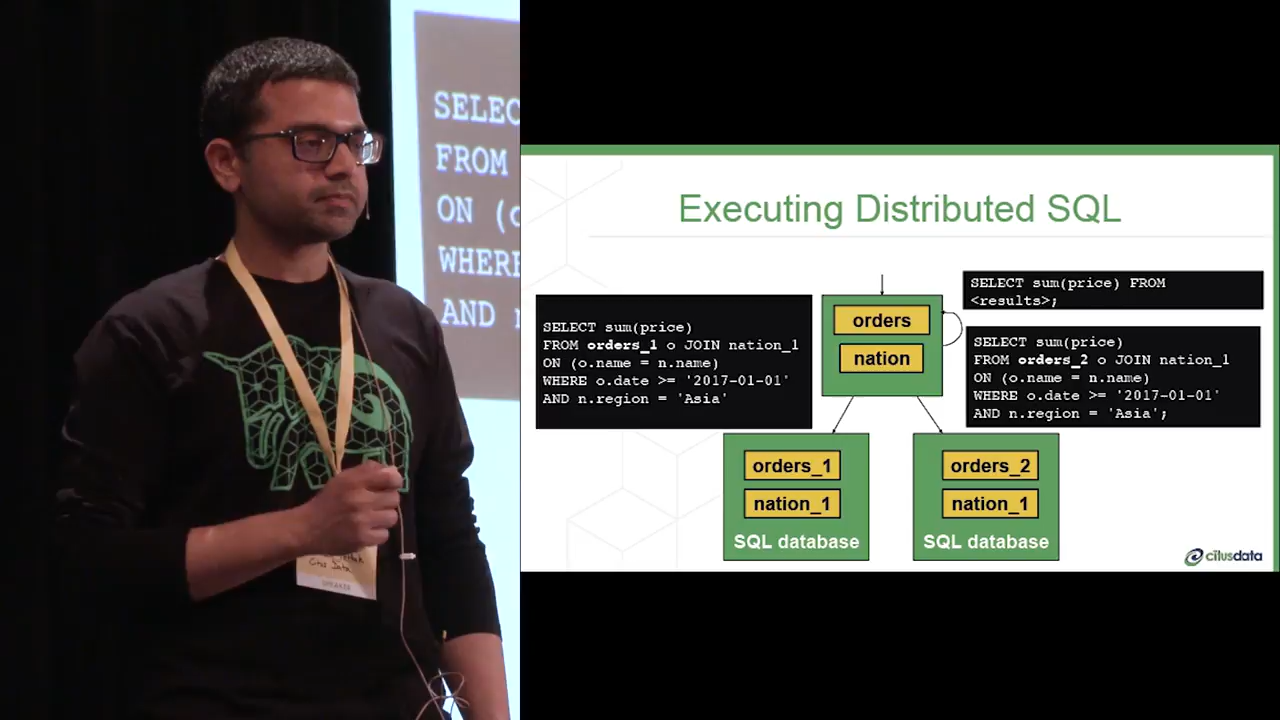 SELEC
FROM
ON (o
WHERE
AND n
Citus Data
SPEAKER
Executing Distributed SQL
SELECT sum(price) FROM
<results>;
orders
nation
SELECT sum(price)
FROM orders_1 o JOIN nation_1
ON (o.name = n.name)
WHERE o.date >= '2017-01-01'
AND n.region = 'Asia'
SELECT sum(price)
FROM orders_2 o JOIN nation_1
ON (o.name = n.name)
WHERE o.date >= '2017-01-01'
AND n.region = 'Asia';
orders_1
nation_1
SQL database
orders_2
nation_1
SQL database
citusdata